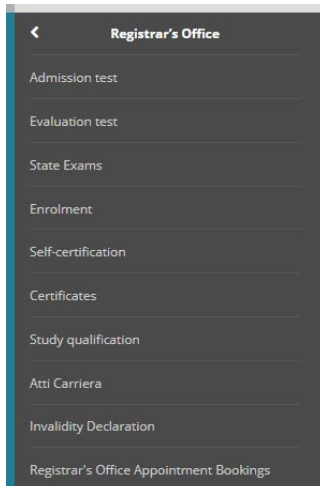 Registrar's Office
Admission test
Evaluation test
State Exams
Enrolment
Self-certification
Certificates
Study qualification
Atti Carriera
Invalidity Declaration
Registrar's Office Appointment Bookings